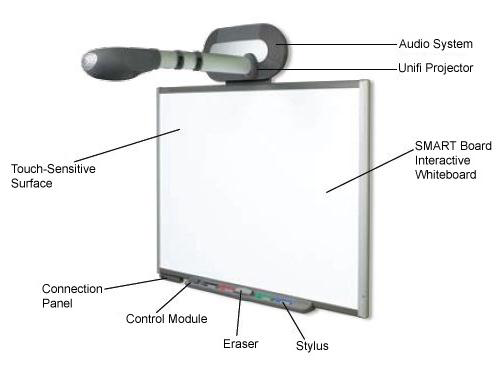 Audio System
Unifi Projector
Touch-Sensitive
Surface
SMART Board
Interactive
Whiteboard
Connection
Panel
Control Module
Eraser
Stylus